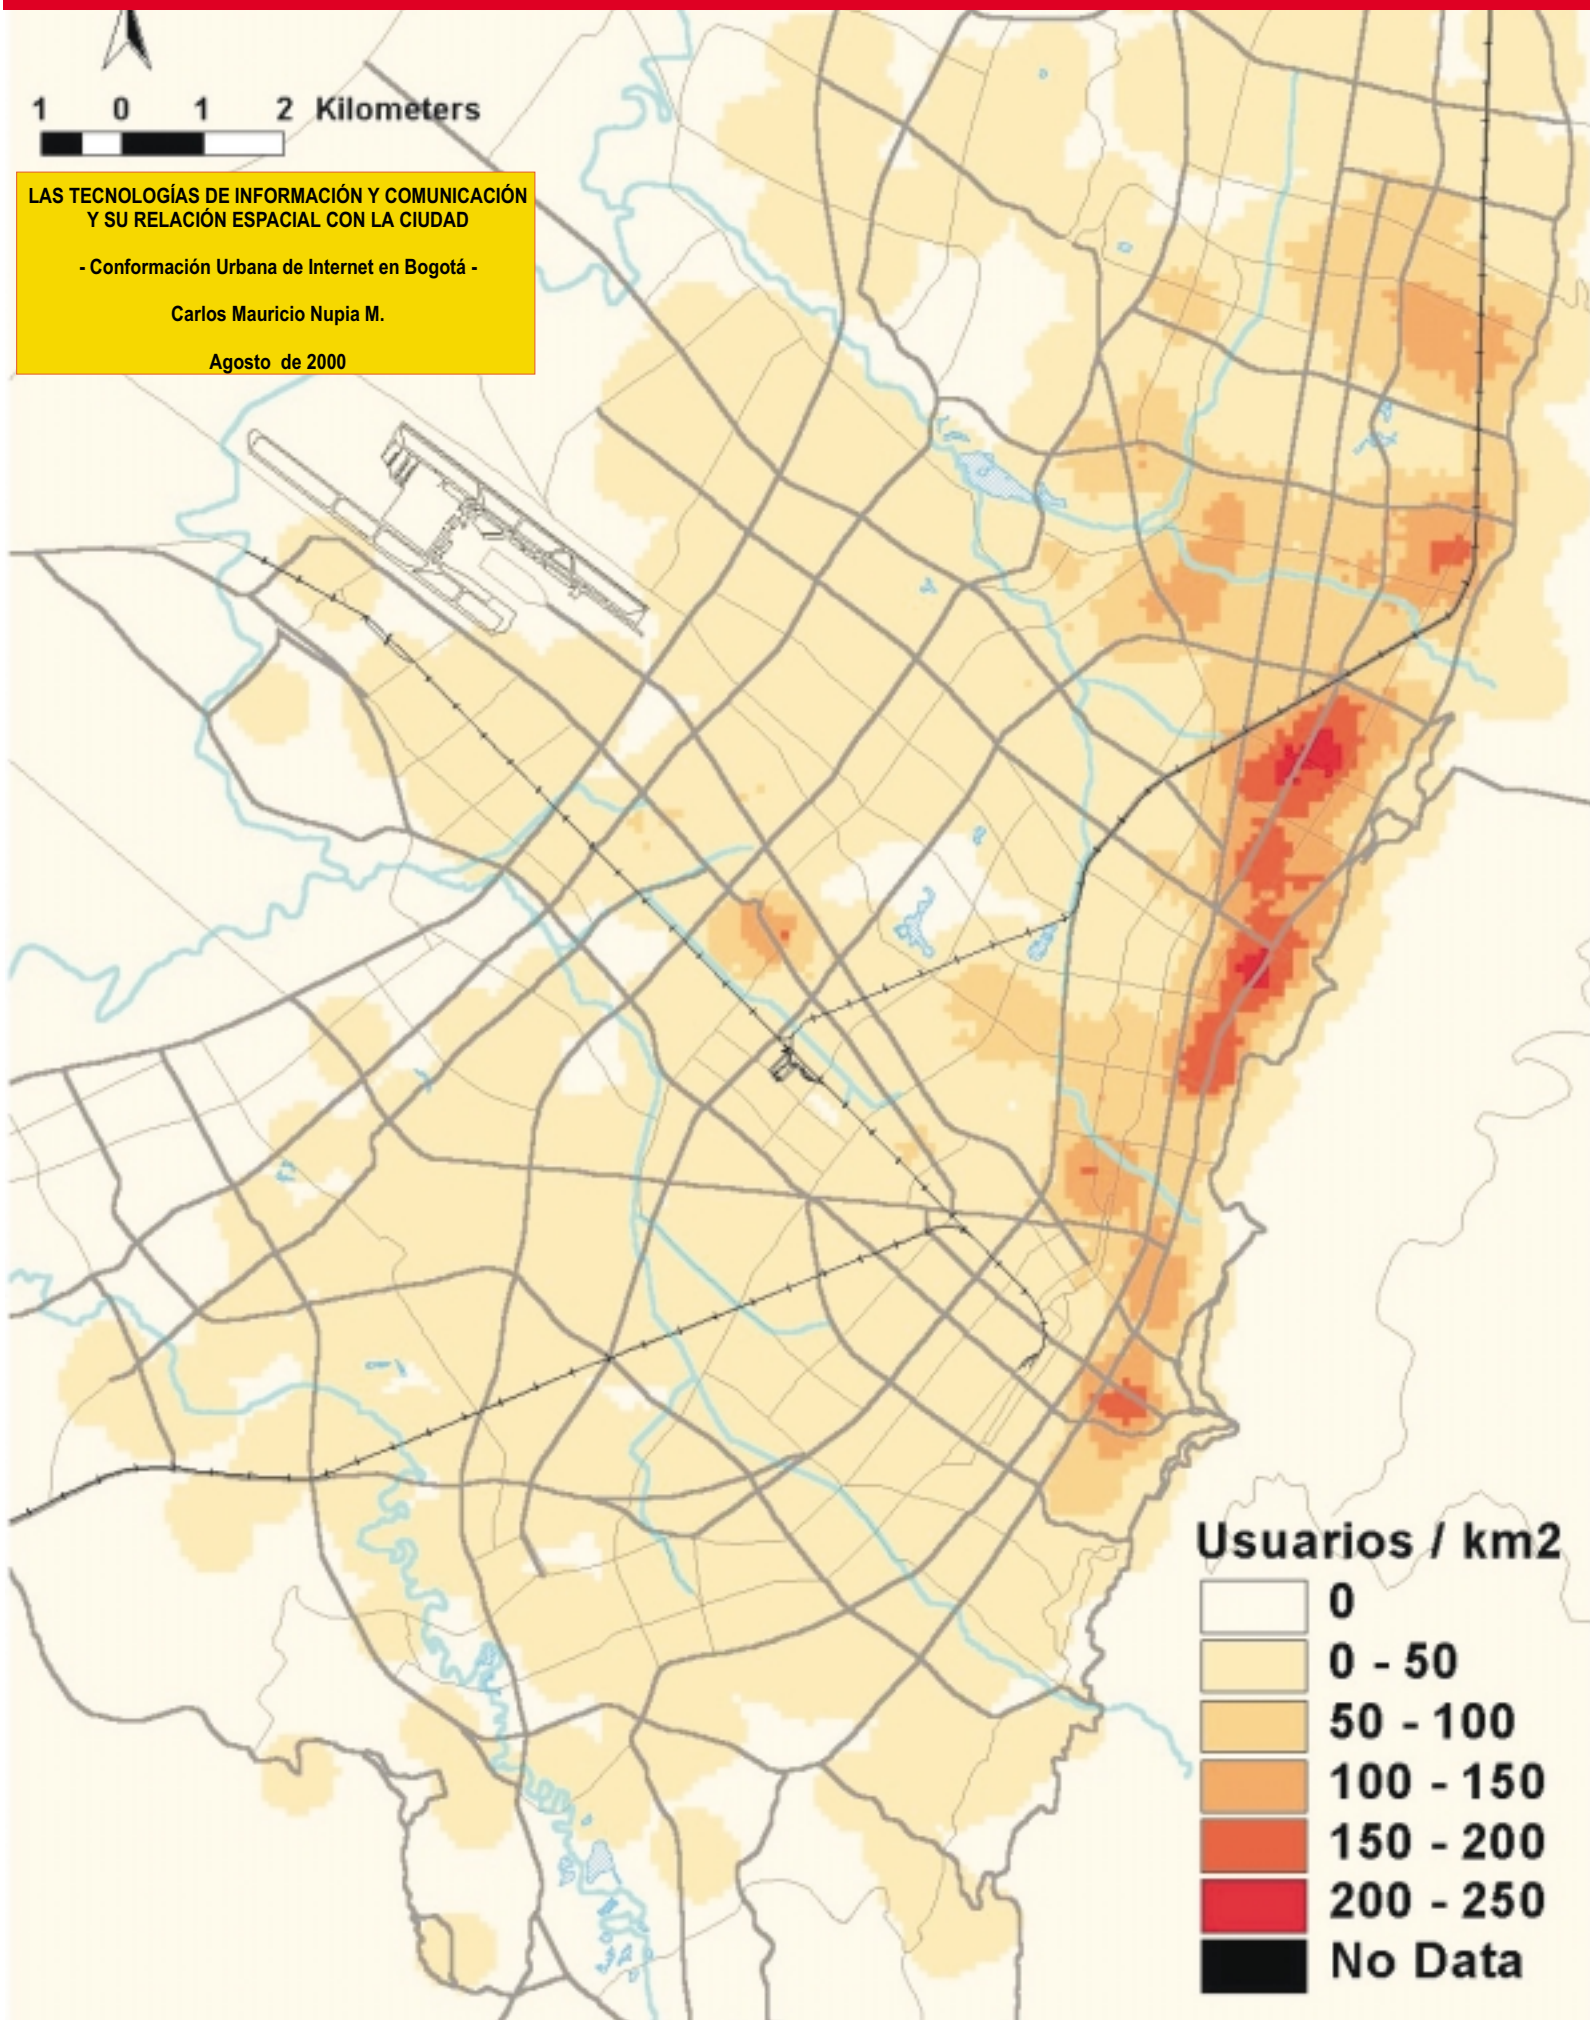 1 0 1 2 Kilometers
LAS TECNOLOGÍAS DE INFORMACIÓN Y COMUNICACIÓN
Y SU RELACIÓN ESPACIAL CON LA CIUDAD
- Conformación Urbana de Internet en Bogotá -
Carlos Mauricio Nupia M.
Agosto de 2000
Usuarios / km2
0
0 - 50
50 - 100
100 - 150
150 - 200
200 - 250
No Data